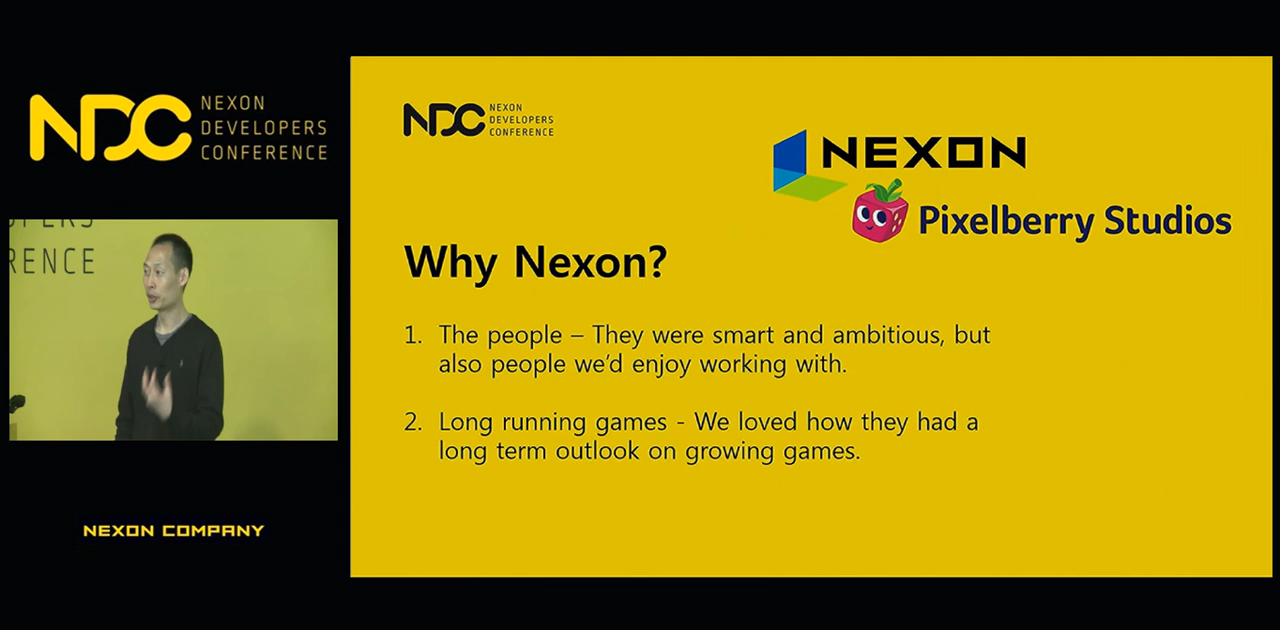 NDC NEXON
DEVELOPERS
CONFERENCE
RENCE
NEXON COMPANY
NDC NEXON
DEVELOPERS
CONFERENCE
NEXON
Pixelberry Studios
Why Nexon?
1. The people – They were smart and ambitious, but
also people we’d enjoy working with.
2. Long running games - We loved how they had a
long term outlook on growing games.